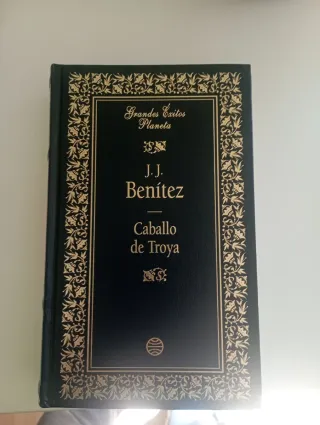 Grandes Éxitos
Planeta
J. J.
Benítez
Caballo
de Troya